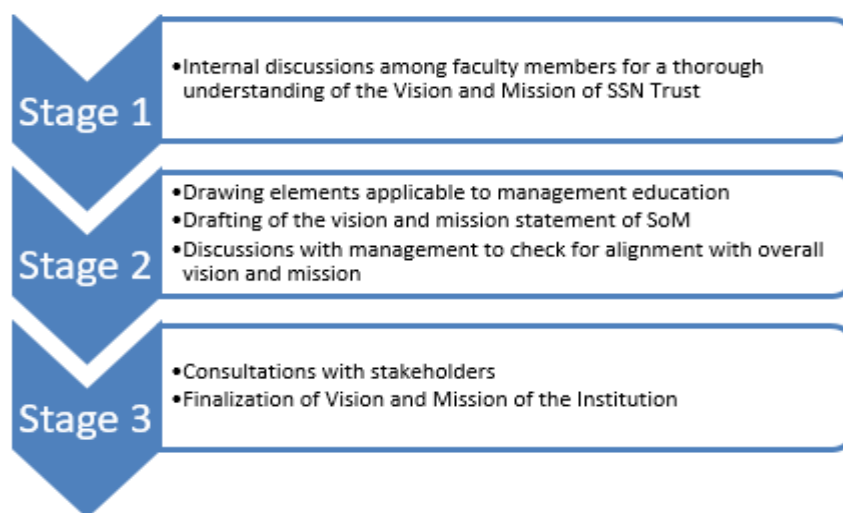 Stage 1
•Internal discussions among faculty members for a thorough
understanding of the Vision and Mission of SSN Trust
Stage 2
•Drawing elements applicable to management education
•Drafting of the vision and mission statement of SoM
•Discussions with management to check for alignment with overall
vision and mission
Stage 3
•Consultations with stakeholders
•Finalization of Vision and Mission of the Institution